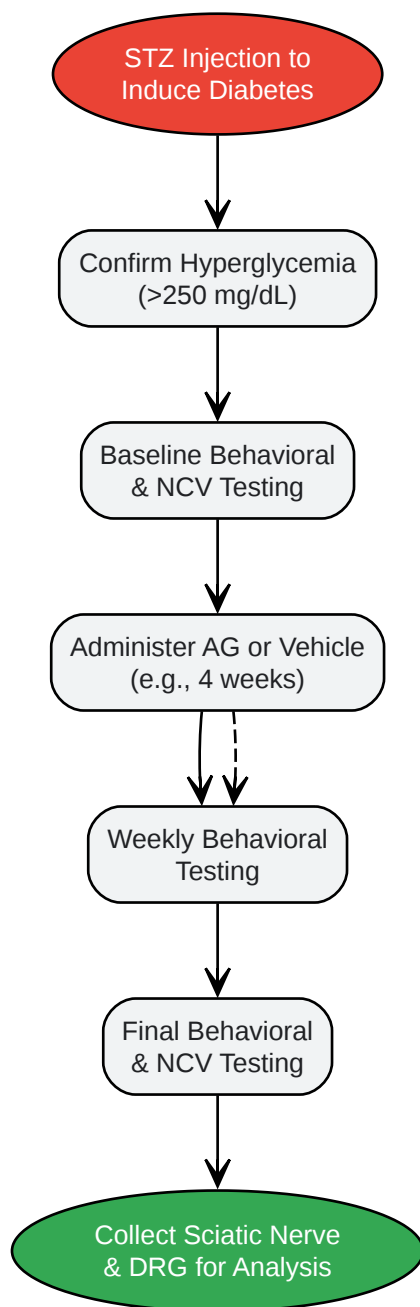 STZ Injection to
Induce Diabetes
Confirm Hyperglycemia
(>250 mg/dL)
Baseline Behavioral
& NCV Testing
Administer AG or Vehicle
(e.g., 4 weeks)
Weekly Behavioral
Testing
Final Behavioral
& NCV Testing
Collect Sciatic Nerve
& DRG for Analysis